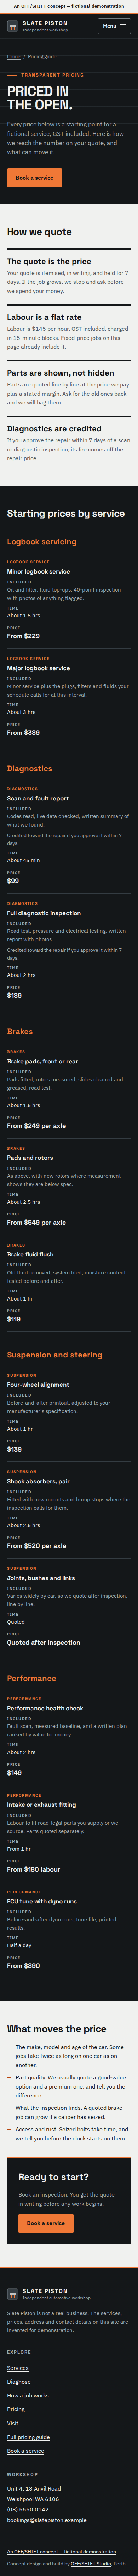 An OFF/SHIFT concept — fictional demonstration
SLATE PISTON
Independent workshop
Menu
Home / Pricing guide
TRANSPARENT PRICING
PRICED IN
THE OPEN.
Every price below is a starting point for a
fictional service, GST included. Here is how
we reach the number on your quote, and
what can move it.
Book a service
How we quote
The quote is the price
Your quote is itemised, in writing, and held for 7
days. If the job grows, we stop and ask before
we spend your money.
Labour is a flat rate
Labour is $145 per hour, GST included, charged
in 15-minute blocks. Fixed-price jobs on this
page already include it.
Parts are shown, not hidden
Parts are quoted line by line at the price we pay
plus a stated margin. Ask for the old ones back
and we will bag them.
Diagnostics are credited
If you approve the repair within 7 days of a scan
or diagnostic inspection, its fee comes off the
repair price.
Starting prices by service
Logbook servicing
LOGBOOK SERVICE
Minor logbook service
INCLUDED
Oil and filter, fluid top-ups, 40-point inspection
with photos of anything flagged.
TIME
About 1.5 hrs
PRICE
From $229
LOGBOOK SERVICE
Major logbook service
INCLUDED
Minor service plus the plugs, filters and fluids your
schedule calls for at this interval.
TIME
About 3 hrs
PRICE
From $389
Diagnostics
DIAGNOSTICS
Scan and fault report
INCLUDED
Codes read, live data checked, written summary of
what we found.
Credited toward the repair if you approve it within 7
days.
TIME
About 45 min
PRICE
$99
DIAGNOSTICS
Full diagnostic inspection
INCLUDED
Road test, pressure and electrical testing, written
report with photos.
Credited toward the repair if you approve it within 7
days.
TIME
About 2 hrs
PRICE
$189
Brakes
BRAKES
Brake pads, front or rear
INCLUDED
Pads fitted, rotors measured, slides cleaned and
greased, road test.
TIME
About 1.5 hrs
PRICE
From $249 per axle
BRAKES
Pads and rotors
INCLUDED
As above, with new rotors where measurement
shows they are below spec.
TIME
About 2.5 hrs
PRICE
From $549 per axle
BRAKES
Brake fluid flush
INCLUDED
Old fluid removed, system bled, moisture content
tested before and after.
TIME
About 1 hr
PRICE
$119
Suspension and steering
SUSPENSION
Four-wheel alignment
INCLUDED
Before-and-after printout, adjusted to your
manufacturer's specification.
TIME
About 1 hr
PRICE
$139
SUSPENSION
Shock absorbers, pair
INCLUDED
Fitted with new mounts and bump stops where the
inspection calls for them.
TIME
About 2.5 hrs
PRICE
From $520 per axle
SUSPENSION
Joints, bushes and links
INCLUDED
Varies widely by car, so we quote after inspection,
line by line.
TIME
Quoted
PRICE
Quoted after inspection
Performance
PERFORMANCE
Performance health check
INCLUDED
Fault scan, measured baseline, and a written plan
ranked by value for money.
TIME
About 2 hrs
PRICE
$149
PERFORMANCE
Intake or exhaust fitting
INCLUDED
Labour to fit road-legal parts you supply or we
source. Parts quoted separately.
TIME
From 1 hr
PRICE
From $180 labour
PERFORMANCE
ECU tune with dyno runs
INCLUDED
Before-and-after dyno runs, tune file, printed
results.
TIME
Half a day
PRICE
From $890
What moves the price
The make, model and age of the car. Some
jobs take twice as long on one car as on
another.
Part quality. We usually quote a good-value
option and a premium one, and tell you the
difference.
What the inspection finds. A quoted brake
job can grow if a caliper has seized.
Access and rust. Seized bolts take time, and
we tell you before the clock starts on them.
Ready to start?
Book an inspection. You get the quote
in writing before any work begins.
Book a service
SLATE PISTON
Independent automotive workshop
Slate Piston is not a real business. The services,
prices, address and contact details on this site are
invented for demonstration.
EXPLORE
Services
Diagnose
How a job works
Pricing
Visit
Full pricing guide
Book a service
WORKSHOP
Unit 4, 18 Anvil Road
Welshpool WA 6106
(08) 5550 0142
bookings@slatepiston.example
An OFF/SHIFT concept — fictional demonstration
Concept design and build by OFF/SHIFT Studio, Perth.